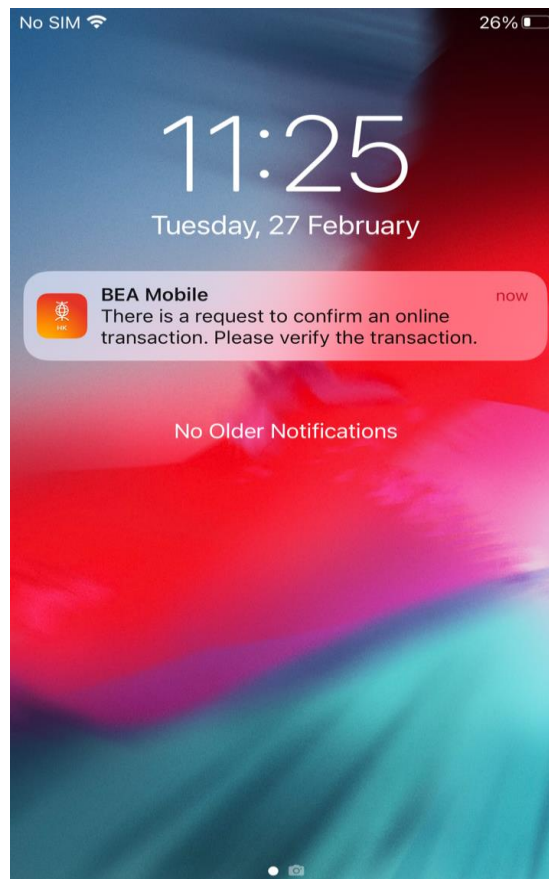 No SIM 26%
11:25
Tuesday, 27 February
BEA Mobile now
HK
There is a request to confirm an online
transaction. Please verify the transaction.
No Older Notifications